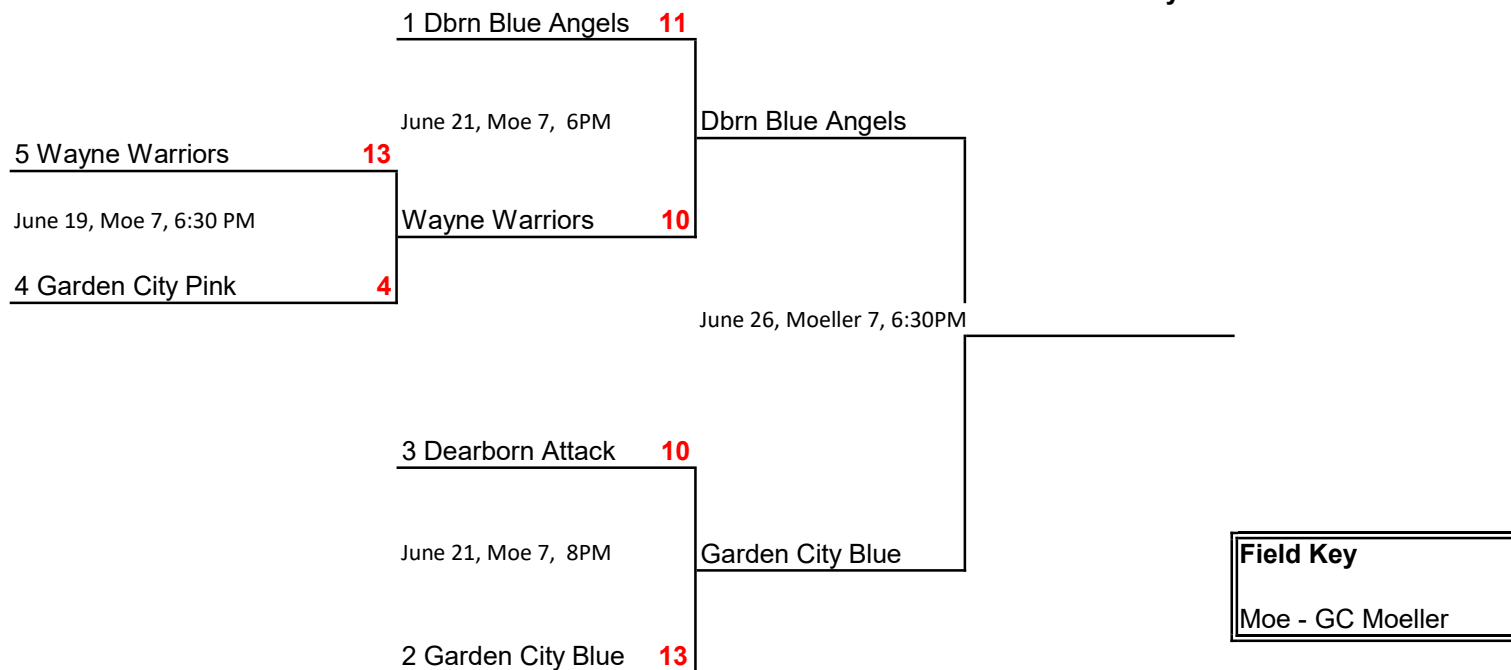 1 Dbrn Blue Angels 11
June 21, Moe 7, 6PM
Dbrn Blue Angels
5 Wayne Warriors 13
June 19, Moe 7, 6:30 PM
Wayne Warriors 10
4 Garden City Pink 4
June 26, Moeller 7, 6:30PM
3 Dearborn Attack 10
June 21, Moe 7, 8PM
Garden City Blue
Field Key
Moe - GC Moeller
2 Garden City Blue 13